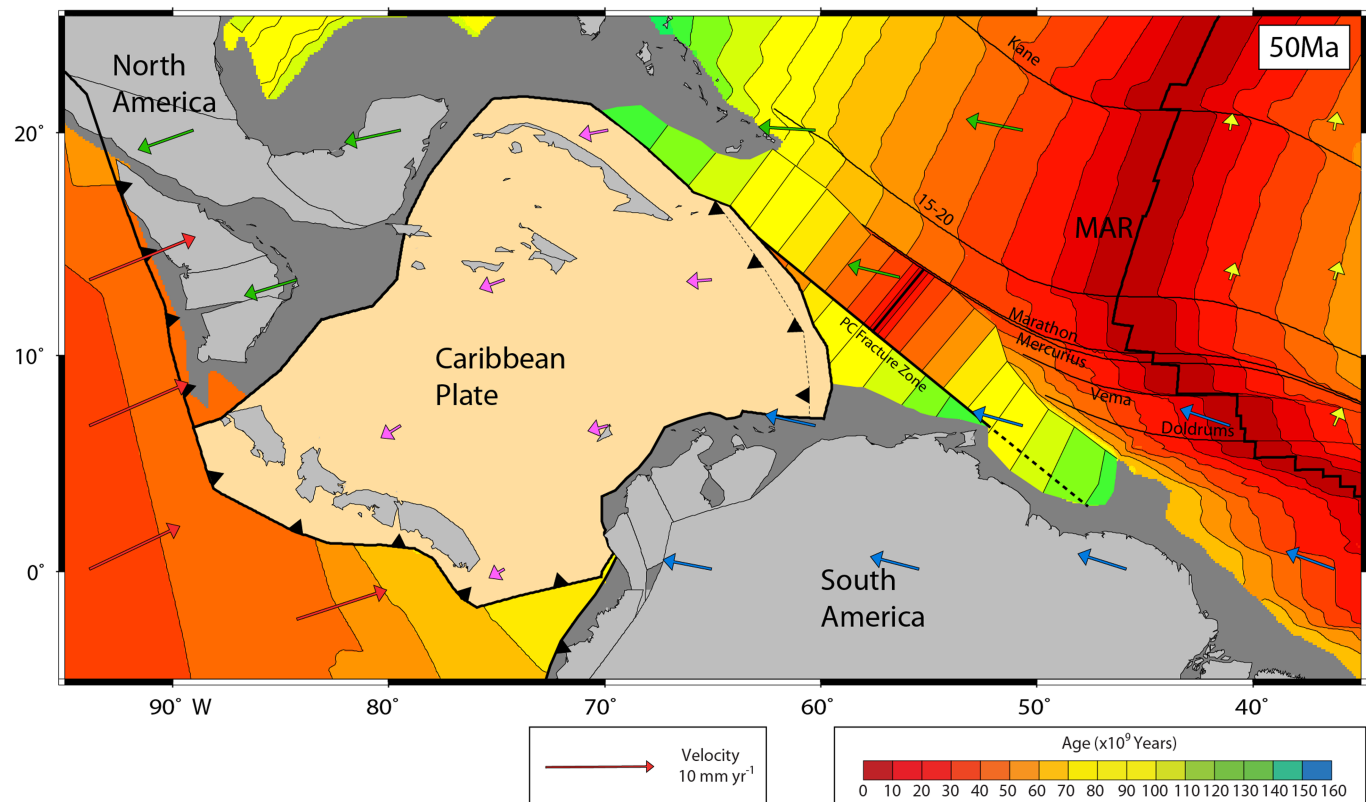 50Ma
North
America
Kane
20°
15-20
MAR
Marathon
Mercurius
PC Fracture Zone
10°
Caribbean
Plate
Vema
Doldrums
0°
South
America
90° W
80°
70°
60°
50°
40°
Velocity
10 mm yr⁻¹
Age (x10⁹ Years)
0 10 20 30 40 50 60 70 80 90 100 110 120 130 140 150 160